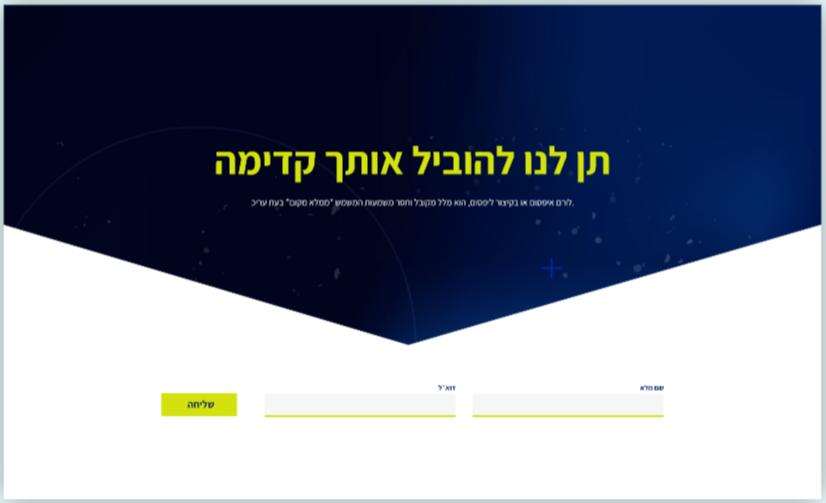 תן לנו להוביל אותך קדימה
לורם איפסום או בקיצור ליפסום, הוא מלל מקובל וחסר משמעות המשמש "ממלא מקום" בעת עריכ.
שם מלא
דוא״ל
שליחה